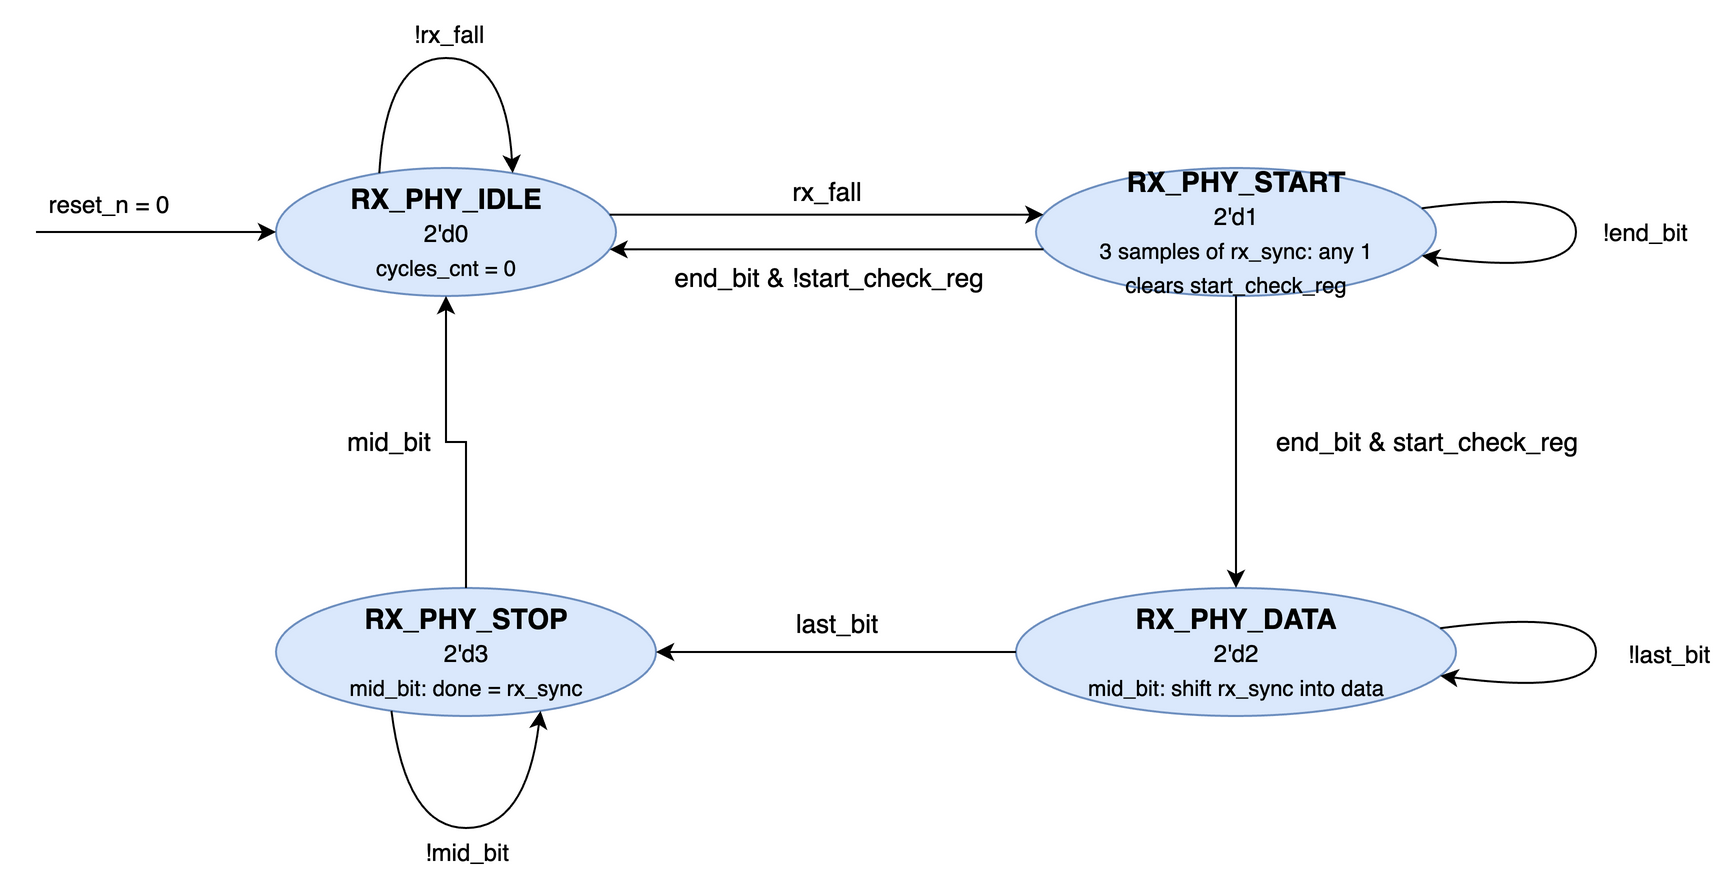 !rx_fall
reset_n = 0
RX_PHY_IDLE
2'd0
cycles_cnt = 0
rx_fall
end_bit & !start_check_reg
RX_PHY_START
2'd1
3 samples of rx_sync: any 1
clears start_check_reg
!end_bit
mid_bit
end_bit & start_check_reg
RX_PHY_STOP
2'd3
mid_bit: done = rx_sync
last_bit
RX_PHY_DATA
2'd2
mid_bit: shift rx_sync into data
!last_bit
!mid_bit